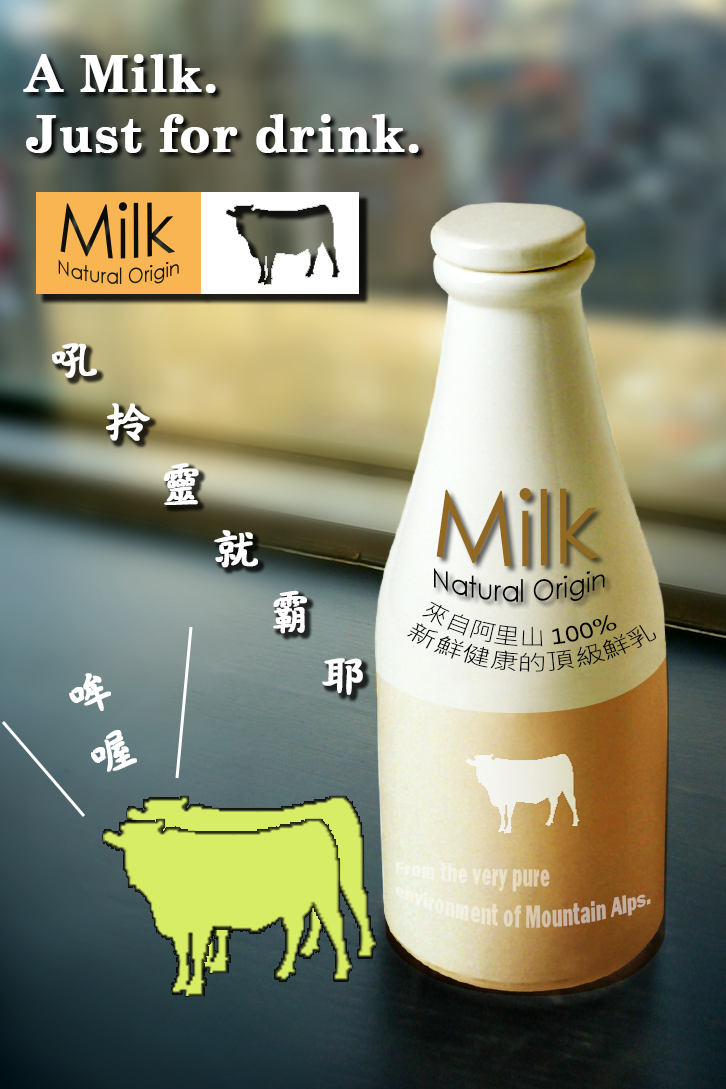 A Milk.
Just for drink.
Milk
Natural Origin
吼
拎
靈
就
霸
耶
哞
喔
Milk
Natural Origin
來自阿里山 100%
新鮮健康的頂級鮮乳
From the very pure
environment of Mountain Alps.